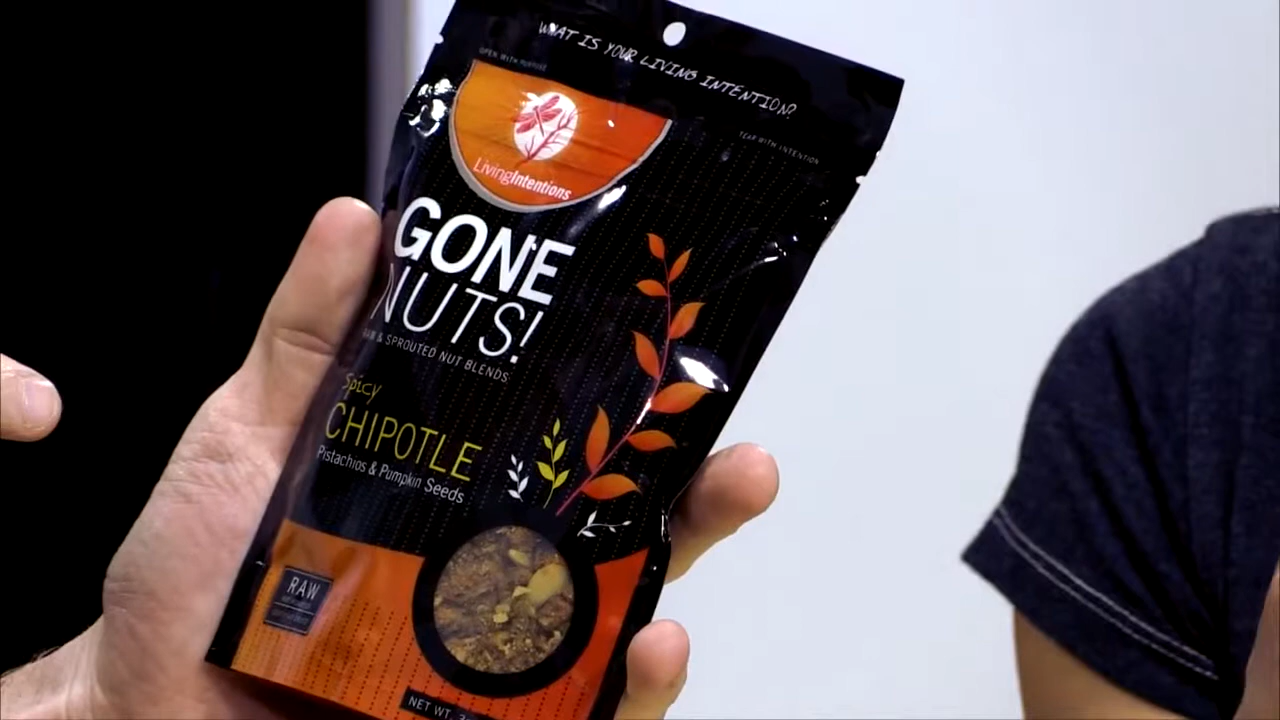 WHAT IS YOUR LIVING INTENTION?
OPEN WITH PURPOSE
TEAR WITH INTENTION
LivingIntentions
GONE
NUTS!
RAW & SPROUTED NUT BLENDS
Spicy
CHIPOTLE
Pistachios & Pumpkin Seeds
RAW
NET WT.